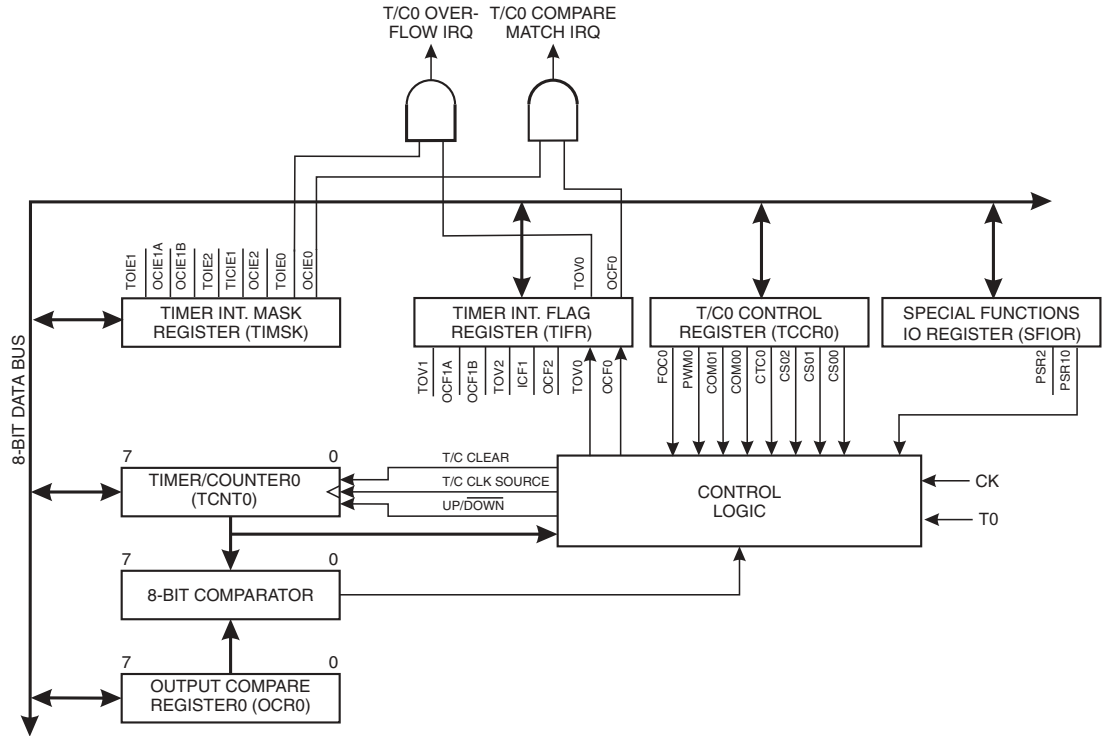 T/C0 OVER-
FLOW IRQ
T/C0 COMPARE
MATCH IRQ
8-BIT DATA BUS
TOIE1
OCIE1A
OCIE1B
TOIE2
TICIE1
OCIE2
TOIE0
OCIE0
TOV0
OCF0
TIMER INT. MASK
REGISTER (TIMSK)
TIMER INT. FLAG
REGISTER (TIFR)
T/C0 CONTROL
REGISTER (TCCR0)
SPECIAL FUNCTIONS
IO REGISTER (SFIOR)
TOV1
OCF1A
OCF1B
TOV2
ICF1
OCF2
TOV0
OCF0
FOC0
PWM0
COM01
COM00
CTC0
CS02
CS01
CS00
PSR2
PSR10
7 0
TIMER/COUNTER0
(TCNT0)
T/C CLEAR
T/C CLK SOURCE
UP/DOWN
CONTROL
LOGIC
CK
T0
7 0
8-BIT COMPARATOR
7 0
OUTPUT COMPARE
REGISTER0 (OCR0)